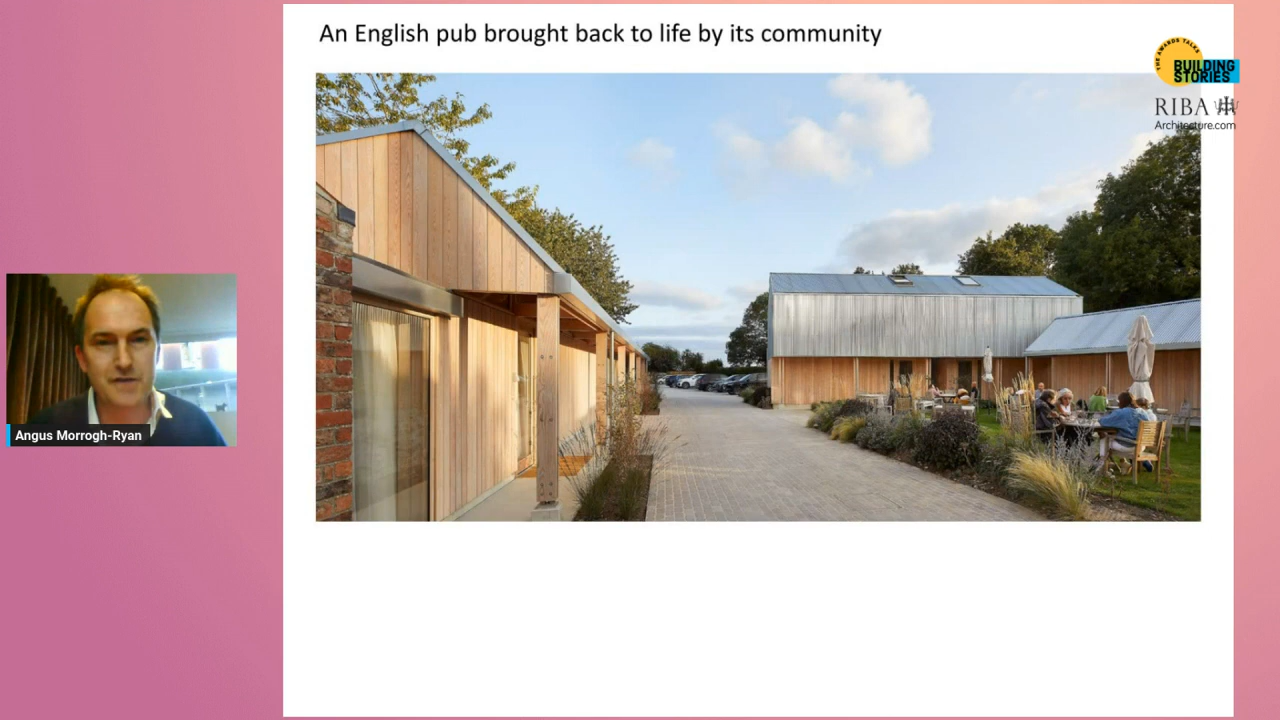 An English pub brought back to life by its community
THE AWARDS TALKS
BUILDING
STORIES
RIBA
Architecture.com
Angus Morrogh-Ryan